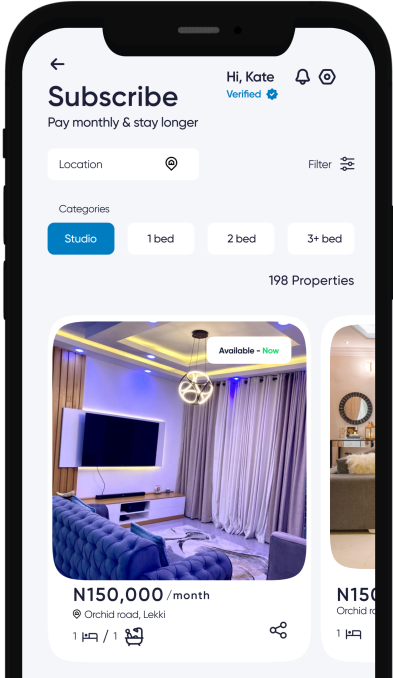 Hi, Kate
Verified
Subscribe
Pay monthly & stay longer
Location
Filter
Categories
Studio
1 bed
2 bed
3+ bed
198 Properties
Available - Now
N150,000 /month
Orchid road, Lekki
1 / 1
N150
Orchid ro
1